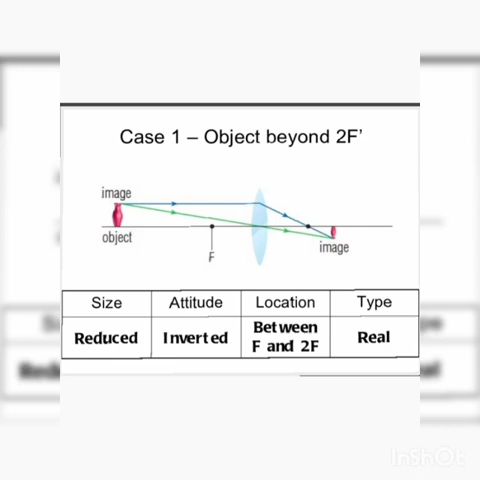 Case 1 – Object beyond 2F'
image
object
F
image
Size Attitude Location Type
Reduced Inverted Between F and 2F Real
InShOt